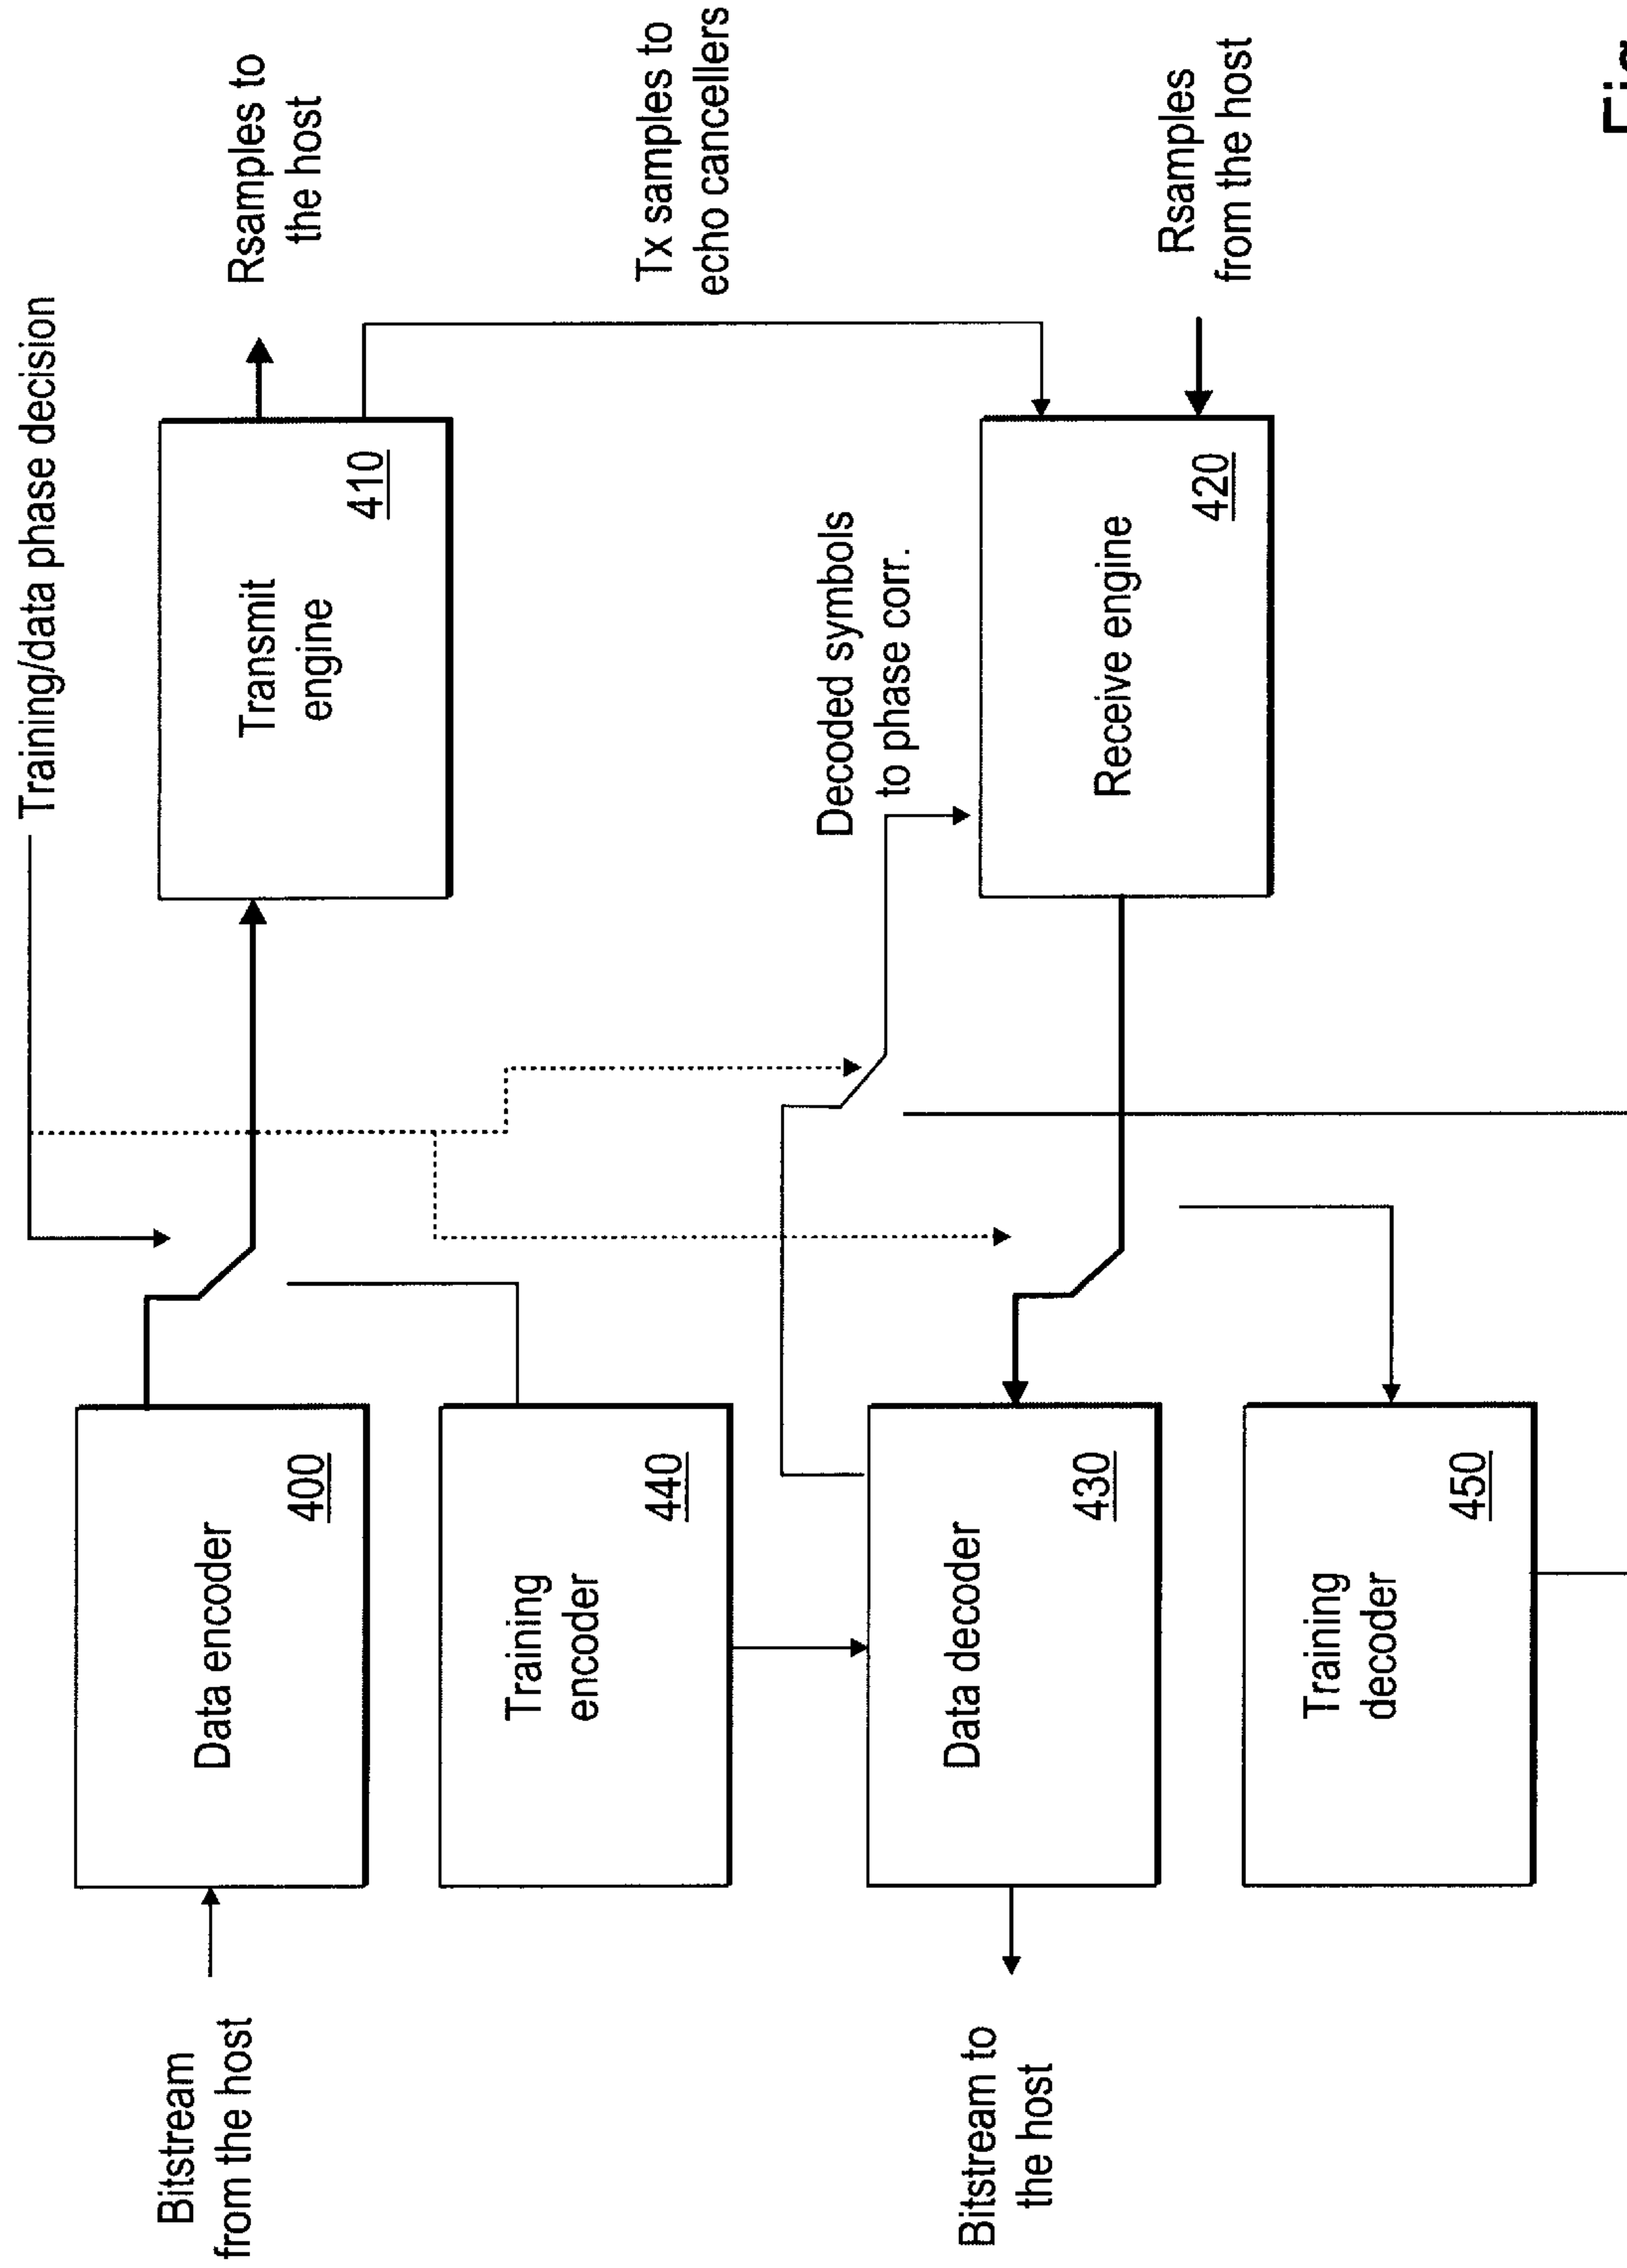 Training/data phase decision
Bitstream
from the host
Data encoder
400
Transmit
engine
410
Rsamples to
the host
Training
encoder
440
Tx samples to
echo cancellers
Decoded symbols
to phase corr.
Bitstream to
the host
Data decoder
430
Receive engine
420
Rsamples
from the host
Training
decoder
450